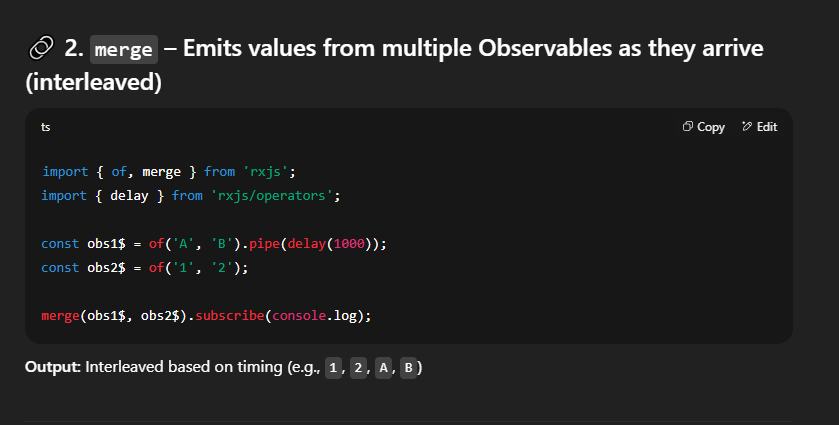 🔗 2. merge – Emits values from multiple Observables as they arrive
(interleaved)
ts
Copy Edit
import { of, merge } from 'rxjs';
import { delay } from 'rxjs/operators';
const obs1$ = of('A', 'B').pipe(delay(1000));
const obs2$ = of('1', '2');
merge(obs1$, obs2$).subscribe(console.log);
Output: Interleaved based on timing (e.g., 1, 2, A, B)